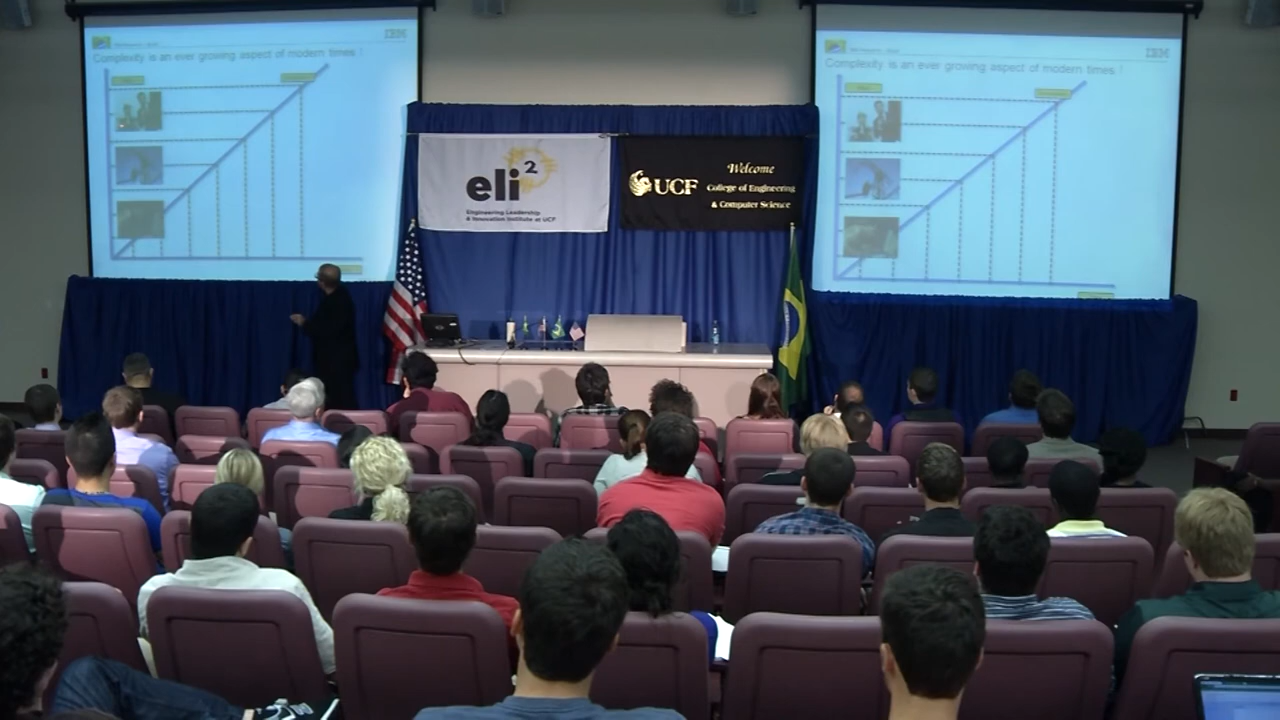 IBM
Complexity is an ever growing aspect of modern times !
IBM
Complexity is an ever growing aspect of modern times !
eli2
Engineering Leadership
& Innovation Institute at UCF
Welcome
UCF
College of Engineering
& Computer Science